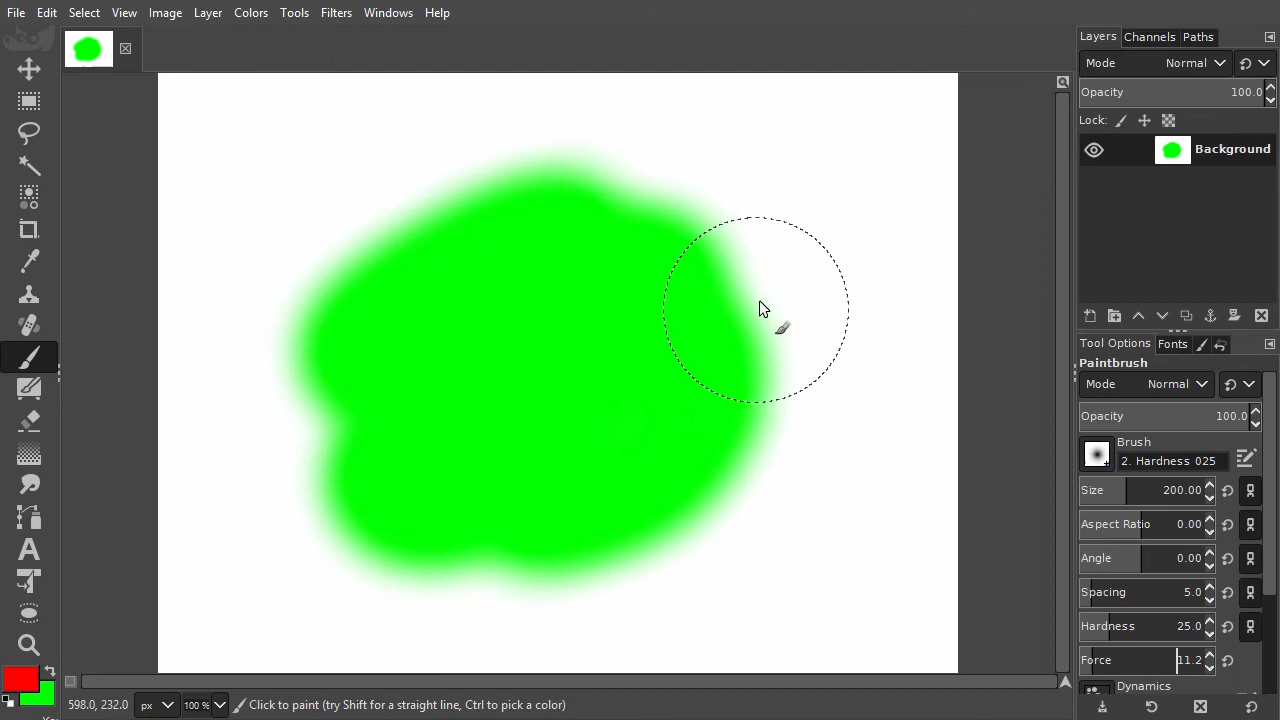 File Edit Select View Image Layer Colors Tools Filters Windows Help
Layers Channels Paths
Mode Normal
Opacity 100.0
Lock:
Background
Tool Options Fonts
Paintbrush
Mode Normal
Opacity 100.0
Brush
2. Hardness 025
Size 200.00
Aspect Ratio 0.00
Angle 0.00
Spacing 5.0
Hardness 25.0
Force 11.2
Dynamics
A
598.0, 232.0 px 100 % Click to paint (try Shift for a straight line, Ctrl to pick a color)